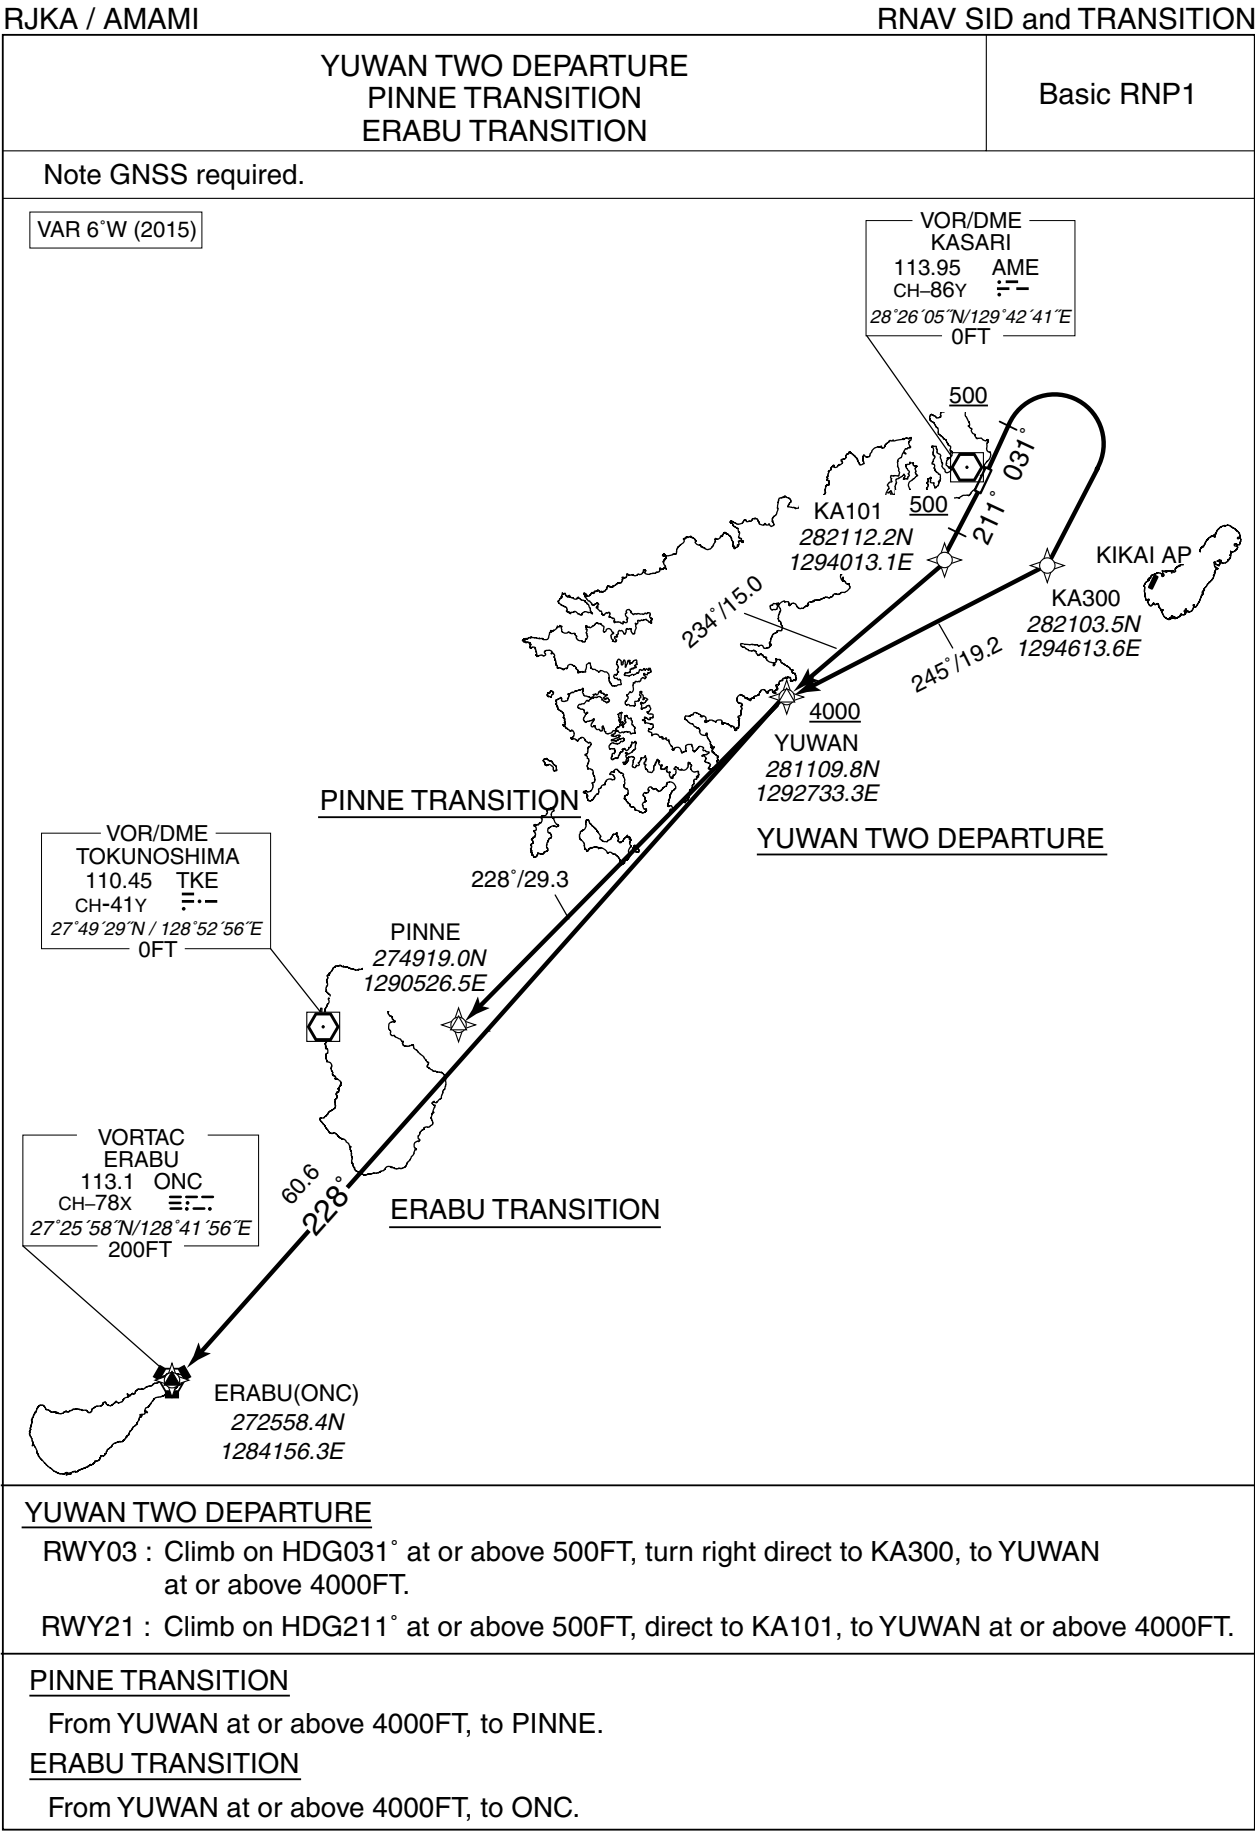 RJKA / AMAMI
RNAV SID and TRANSITION
YUWAN TWO DEPARTURE
PINNE TRANSITION
ERABU TRANSITION
Basic RNP1
Note GNSS required.
VAR 6°W (2015)
VOR/DME
KASARI
113.95 AME
CH–86Y
28°26´05˝N/129°42´41˝E
0FT
500
031°
500
211°
KA101
282112.2N
1294013.1E
KIKAI AP
KA300
282103.5N
1294613.6E
234°/15.0
245°/19.2
4000
YUWAN
281109.8N
1292733.3E
PINNE TRANSITION
YUWAN TWO DEPARTURE
VOR/DME
TOKUNOSHIMA
110.45 TKE
CH-41Y
27°49´29˝N / 128°52´56˝E
0FT
228°/29.3
PINNE
274919.0N
1290526.5E
VORTAC
ERABU
113.1 ONC
CH–78X
27°25´58˝N/128°41´56˝E
200FT
60.6
228°
ERABU TRANSITION
ERABU(ONC)
272558.4N
1284156.3E
YUWAN TWO DEPARTURE
RWY03 : Climb on HDG031° at or above 500FT, turn right direct to KA300, to YUWAN
at or above 4000FT.
RWY21 : Climb on HDG211° at or above 500FT, direct to KA101, to YUWAN at or above 4000FT.
PINNE TRANSITION
From YUWAN at or above 4000FT, to PINNE.
ERABU TRANSITION
From YUWAN at or above 4000FT, to ONC.